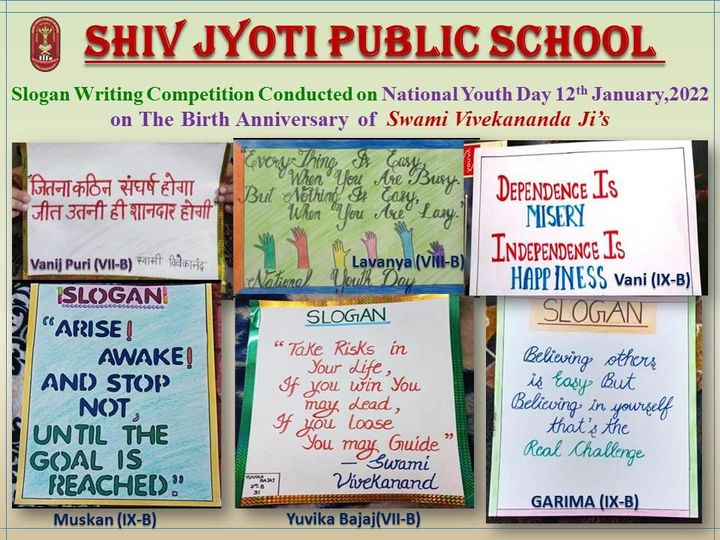 SHIV JYOTI PUBLIC SCHOOL
Slogan Writing Competition Conducted on National Youth Day 12th January,2022
on The Birth Anniversary of Swami Vivekananda Ji's
"जितना कठिन संघर्ष होगा
जीत उतनी ही शानदार होगी"
स्वामी विवेकानंद
Vanij Puri (VII-B)
"Every Thing Is Easy,
When You Are Busy.
But Nothing Is Easy,
When You Are Lasy."
National Youth Day
Lavanya (VIII-B)
DEPENDENCE IS
MISERY
INDEPENDENCE IS
HAPPINESS
Vani (IX-B)
SLOGAN
"ARISE!
AWAKE!
AND STOP
NOT,
UNTIL THE
GOAL IS
REACHED."
Muskan (IX-B)
SLOGAN
"Take Risks in
Your Life,
If you win You
may Lead,
If you Loose
You may Guide"
– Swami
Vivekanand
YUVIKA
BAJAJ
31
Yuvika Bajaj(VII-B)
SLOGAN
Believing others
is Easy But
Believing in yourself
that's the
Real Challenge
GARIMA (IX-B)